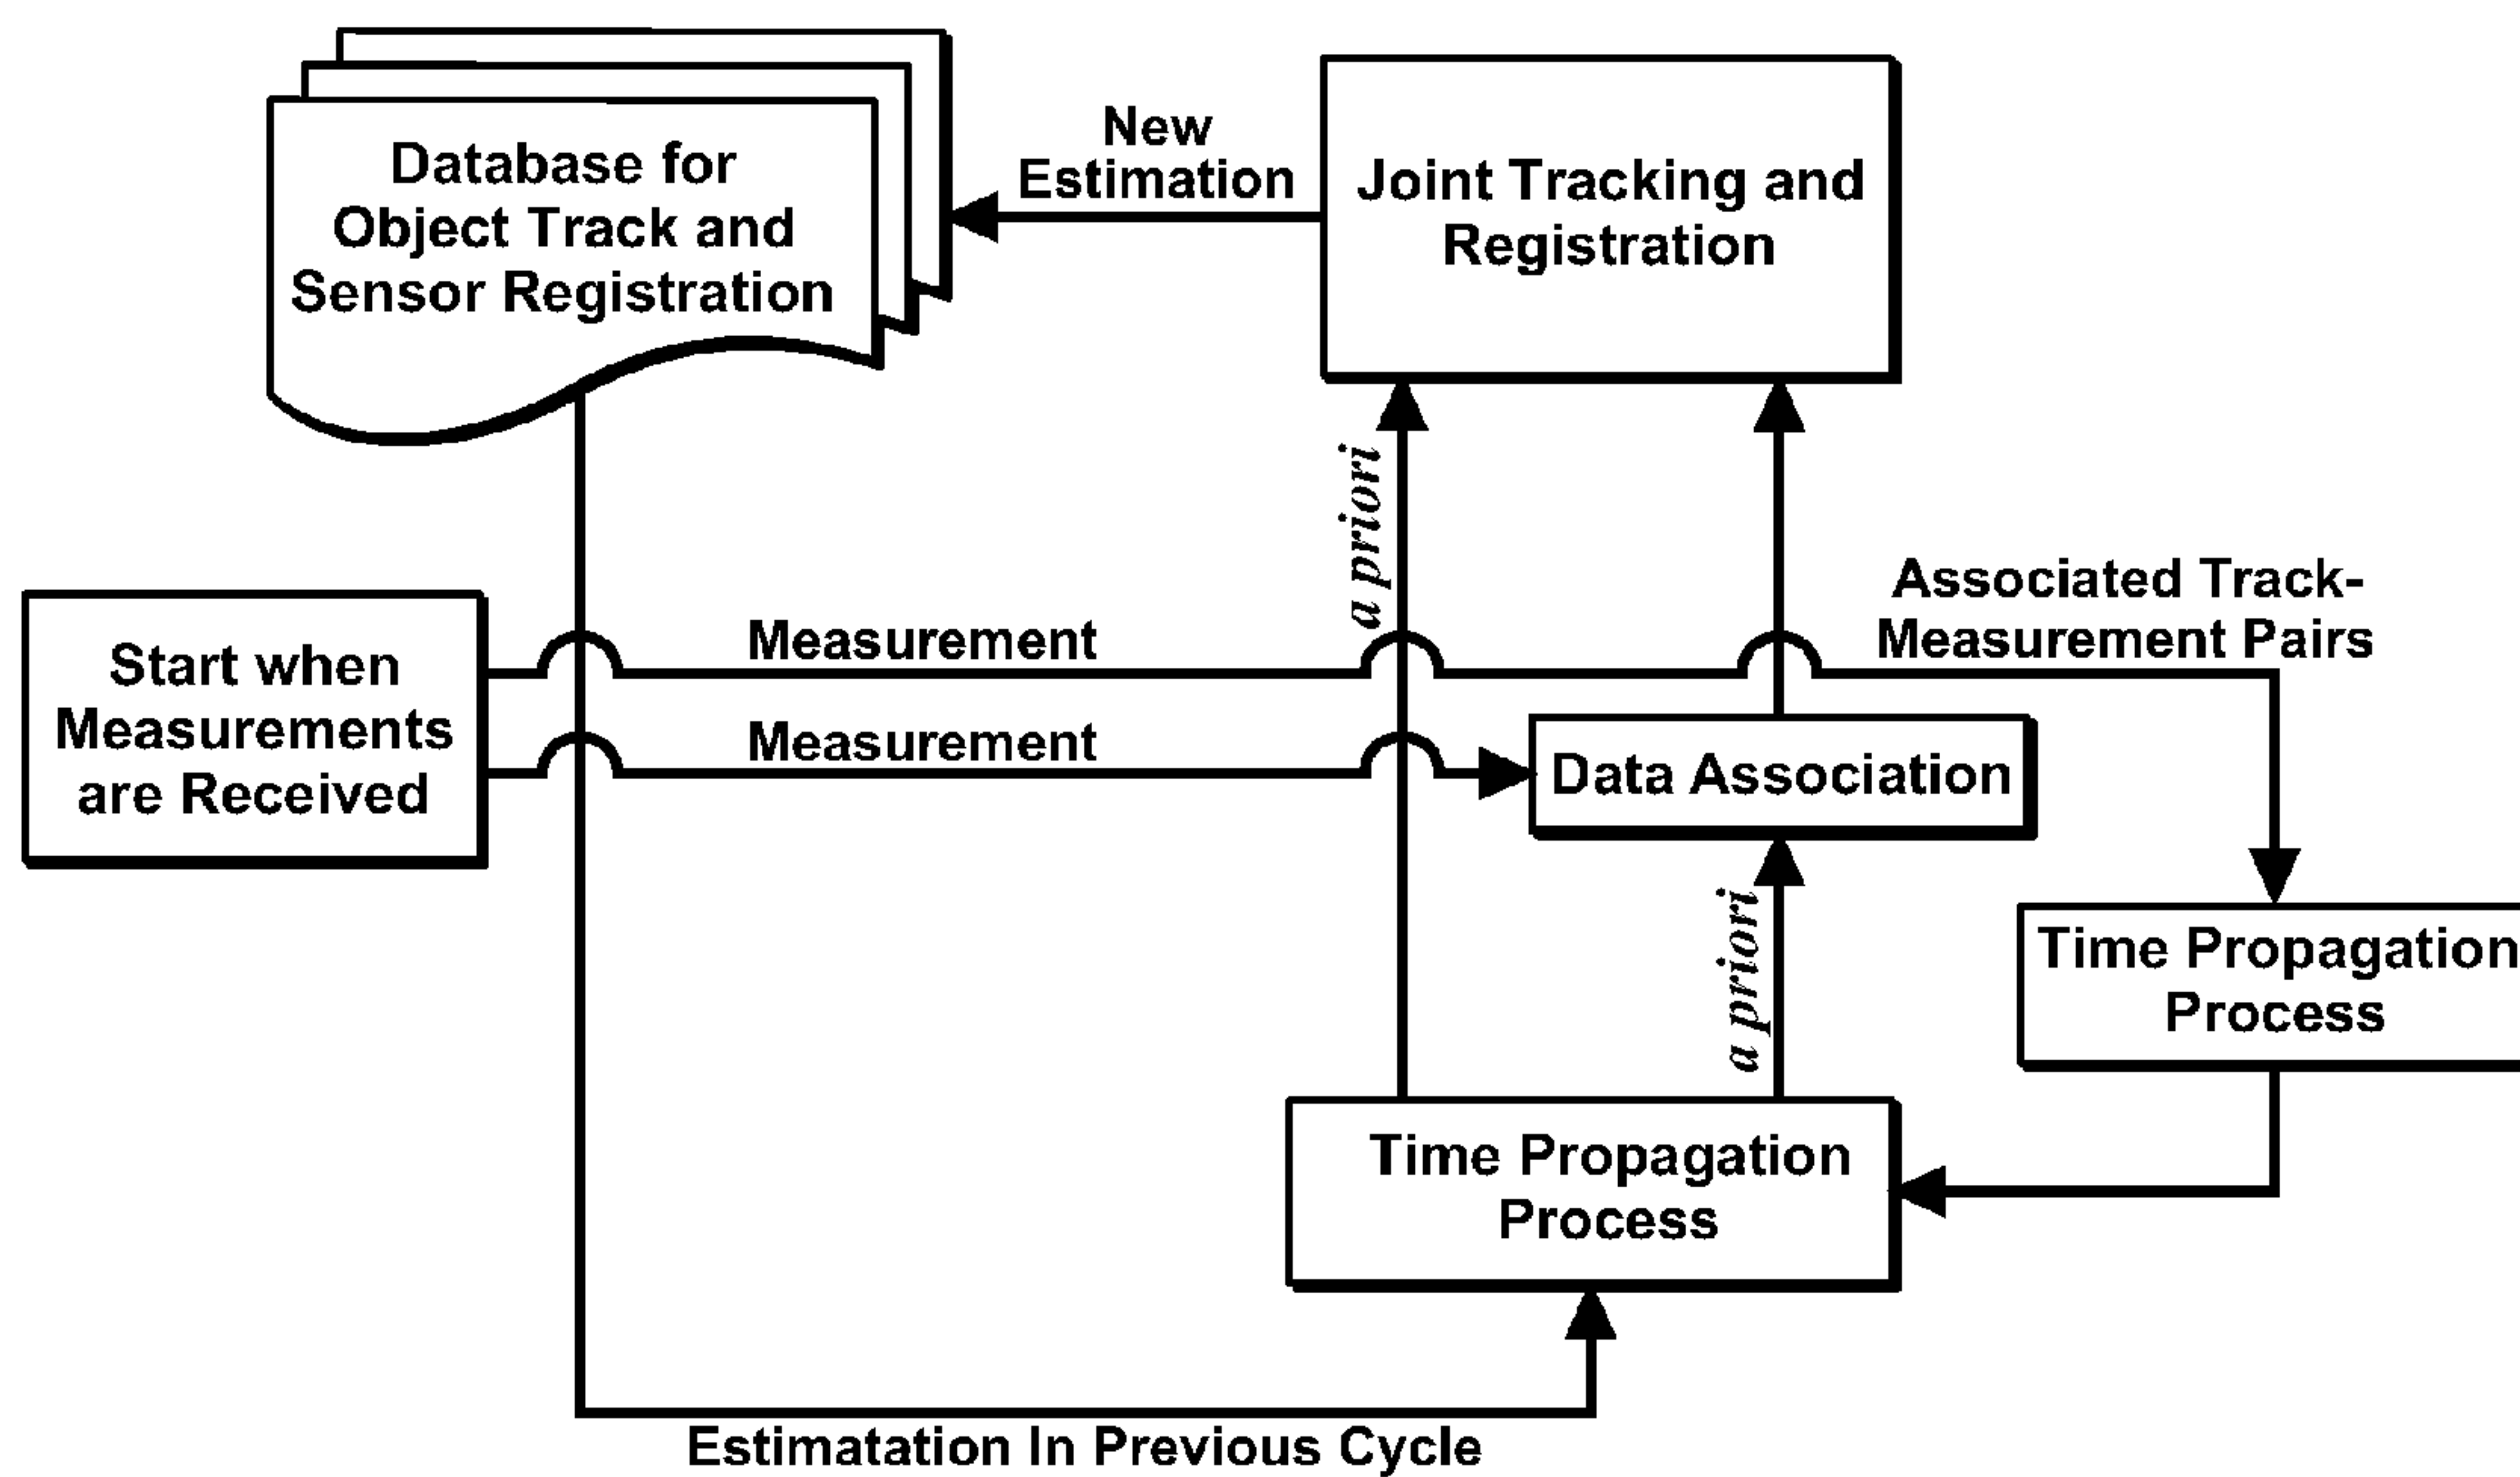 Database for
Object Track and
Sensor Registration
New
Estimation
Joint Tracking and
Registration
a priori
Associated Track-
Measurement Pairs
Start when
Measurements
are Received
Measurement
Measurement
Data Association
a priori
Time Propagation
Process
Time Propagation
Process
Estimatation In Previous Cycle